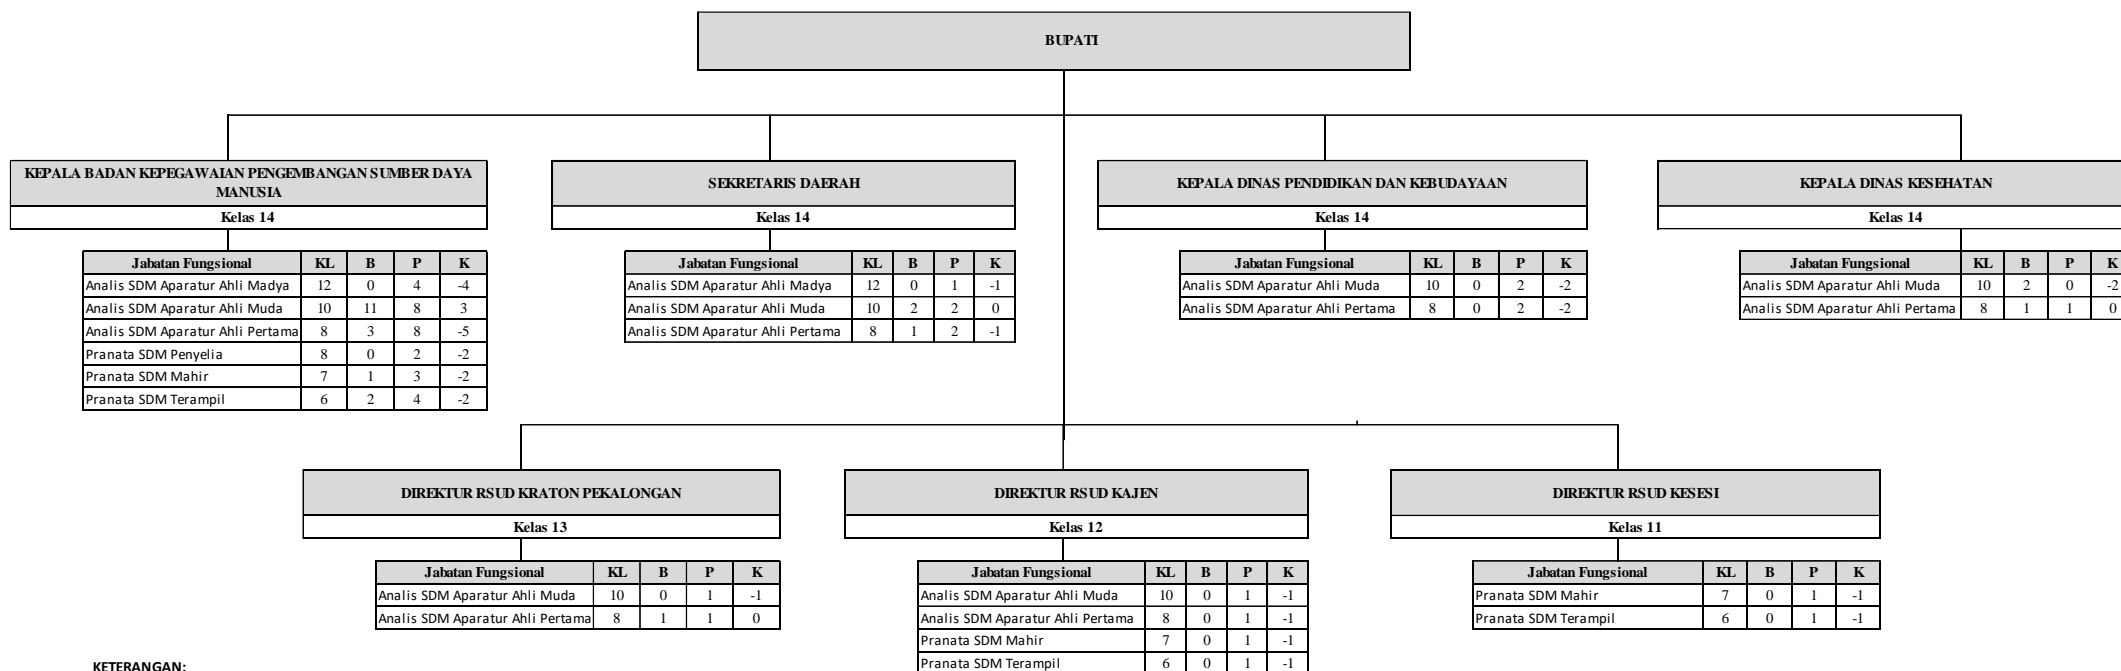 BUPATI
KEPALA BADAN KEPEGAWAIAN PENGEMBANGAN SUMBER DAYA
MANUSIA
Kelas 14
Jabatan Fungsional KL B P K
Analis SDM Aparatur Ahli Madya 12 0 4 -4
Analis SDM Aparatur Ahli Muda 10 11 8 3
Analis SDM Aparatur Ahli Pertama 8 3 8 -5
Pranata SDM Penyelia 8 0 2 -2
Pranata SDM Mahir 7 1 3 -2
Pranata SDM Terampil 6 2 4 -2
SEKRETARIS DAERAH
Kelas 14
Jabatan Fungsional KL B P K
Analis SDM Aparatur Ahli Madya 12 0 1 -1
Analis SDM Aparatur Ahli Muda 10 2 2 0
Analis SDM Aparatur Ahli Pertama 8 1 2 -1
KEPALA DINAS PENDIDIKAN DAN KEBUDAYAAN
Kelas 14
Jabatan Fungsional KL B P K
Analis SDM Aparatur Ahli Muda 10 0 2 -2
Analis SDM Aparatur Ahli Pertama 8 0 2 -2
KEPALA DINAS KESEHATAN
Kelas 14
Jabatan Fungsional KL B P K
Analis SDM Aparatur Ahli Muda 10 2 0 -2
Analis SDM Aparatur Ahli Pertama 8 1 1 0
DIREKTUR RSUD KRATON PEKALONGAN
Kelas 13
Jabatan Fungsional KL B P K
Analis SDM Aparatur Ahli Muda 10 0 1 -1
Analis SDM Aparatur Ahli Pertama 8 1 1 0
DIREKTUR RSUD KAJEN
Kelas 12
Jabatan Fungsional KL B P K
Analis SDM Aparatur Ahli Muda 10 0 1 -1
Analis SDM Aparatur Ahli Pertama 8 0 1 -1
Pranata SDM Mahir 7 0 1 -1
Pranata SDM Terampil 6 0 1 -1
DIREKTUR RSUD KESESI
Kelas 11
Jabatan Fungsional KL B P K
Pranata SDM Mahir 7 0 1 -1
Pranata SDM Terampil 6 0 1 -1
KETERANGAN: